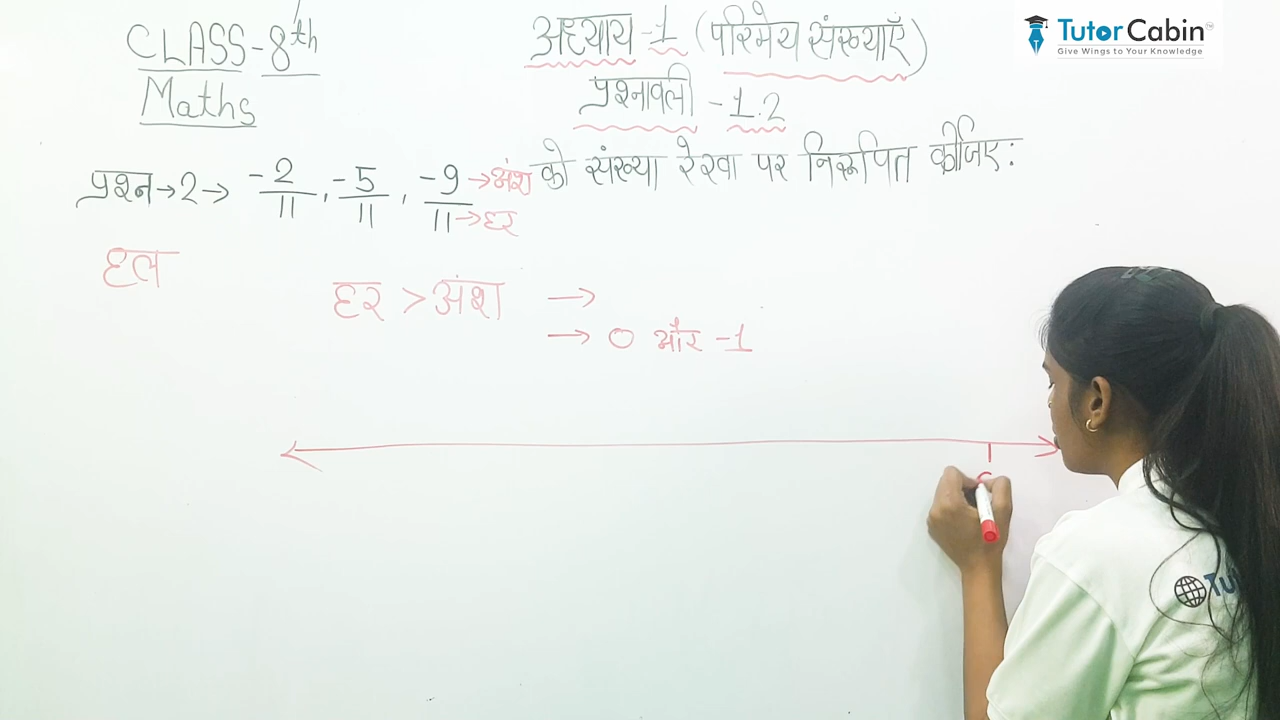 CLASS-8th
Maths
अध्याय-1 (परिमेय संख्याएँ)
प्रश्नावली - 1.2
Tutor Cabin™
Give Wings to Your Knowledge
प्रश्न→2→ -2/11, -5/11, -9/11 को संख्या रेखा पर निरूपित कीजिए:
→अंश
→हर
हल
हर > अंश →
→ 0 और -1